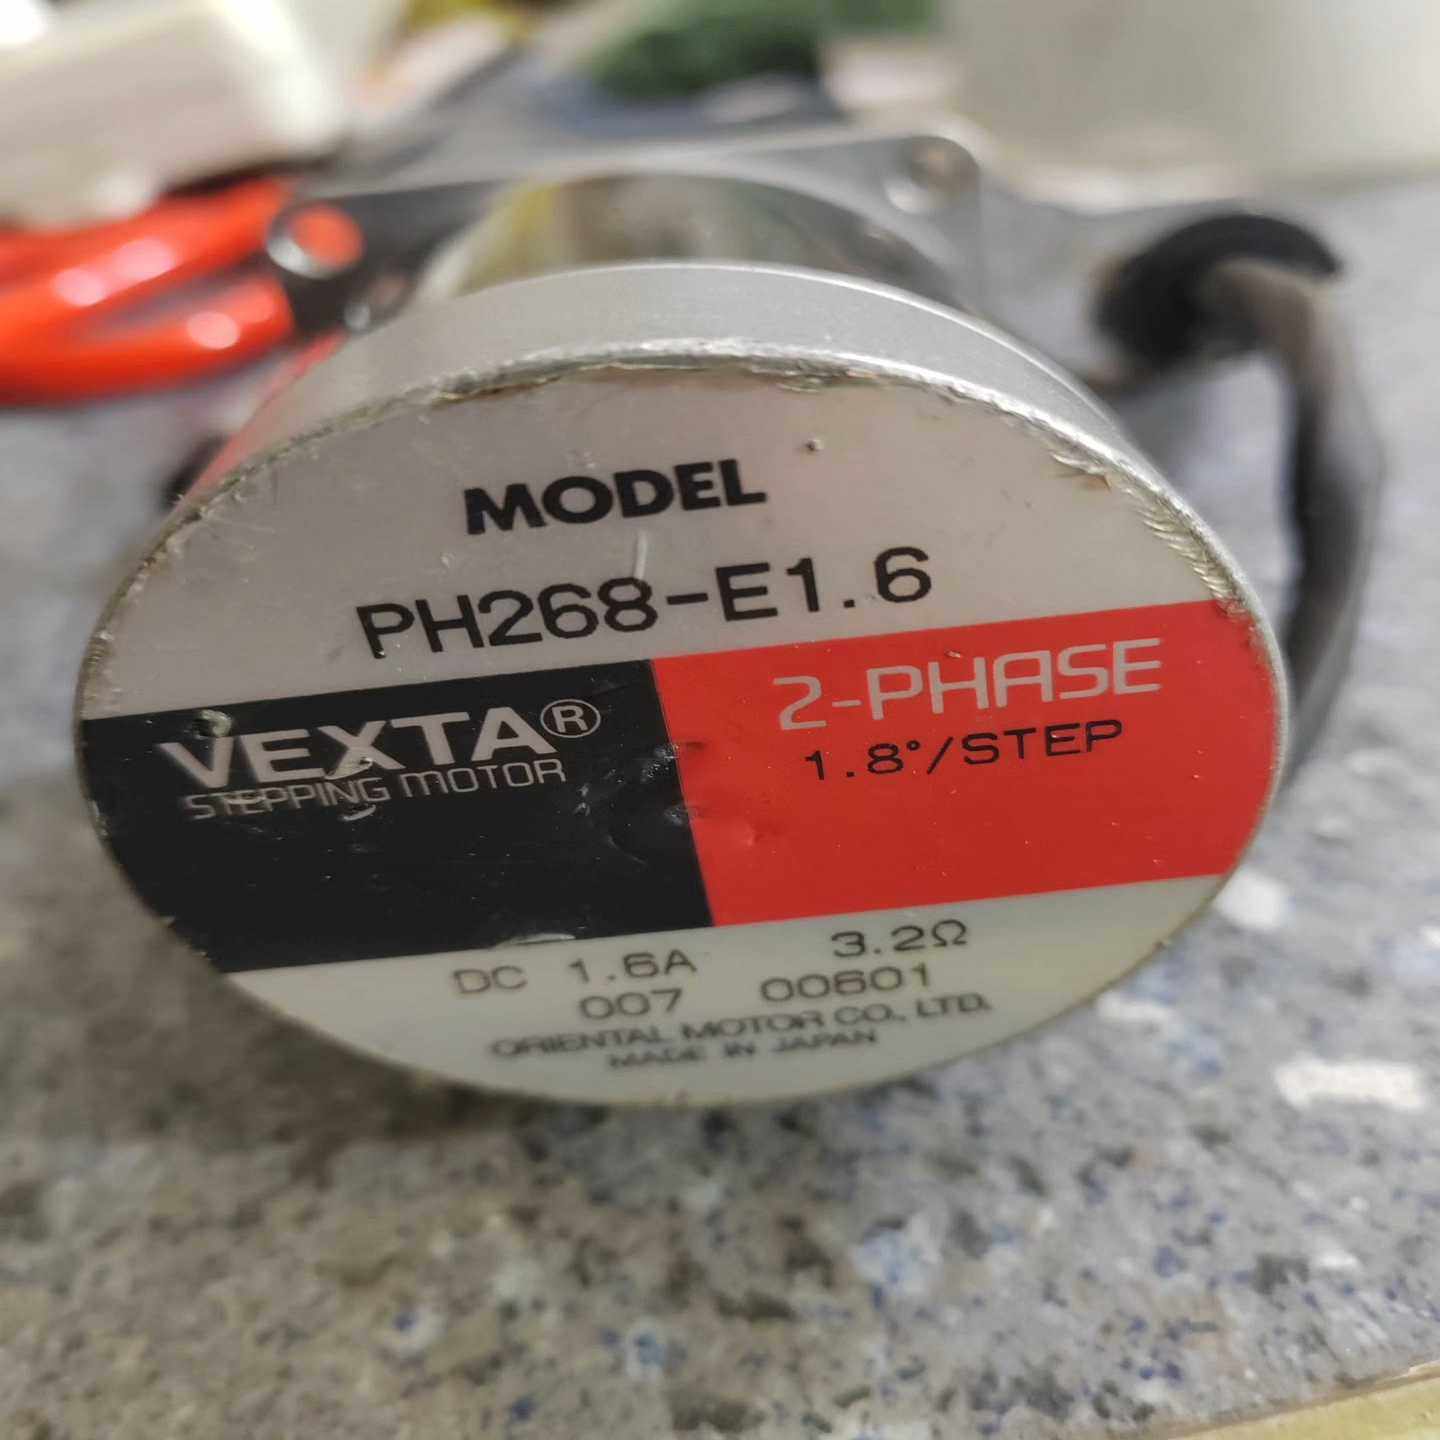 MODEL
PH268-E1.6
VEXTA®
STEPPING MOTOR
2-PHASE
1.8°/STEP
DC 1.6A 3.2Ω
007 00601
ORIENTAL MOTOR CO., LTD.
MADE IN JAPAN